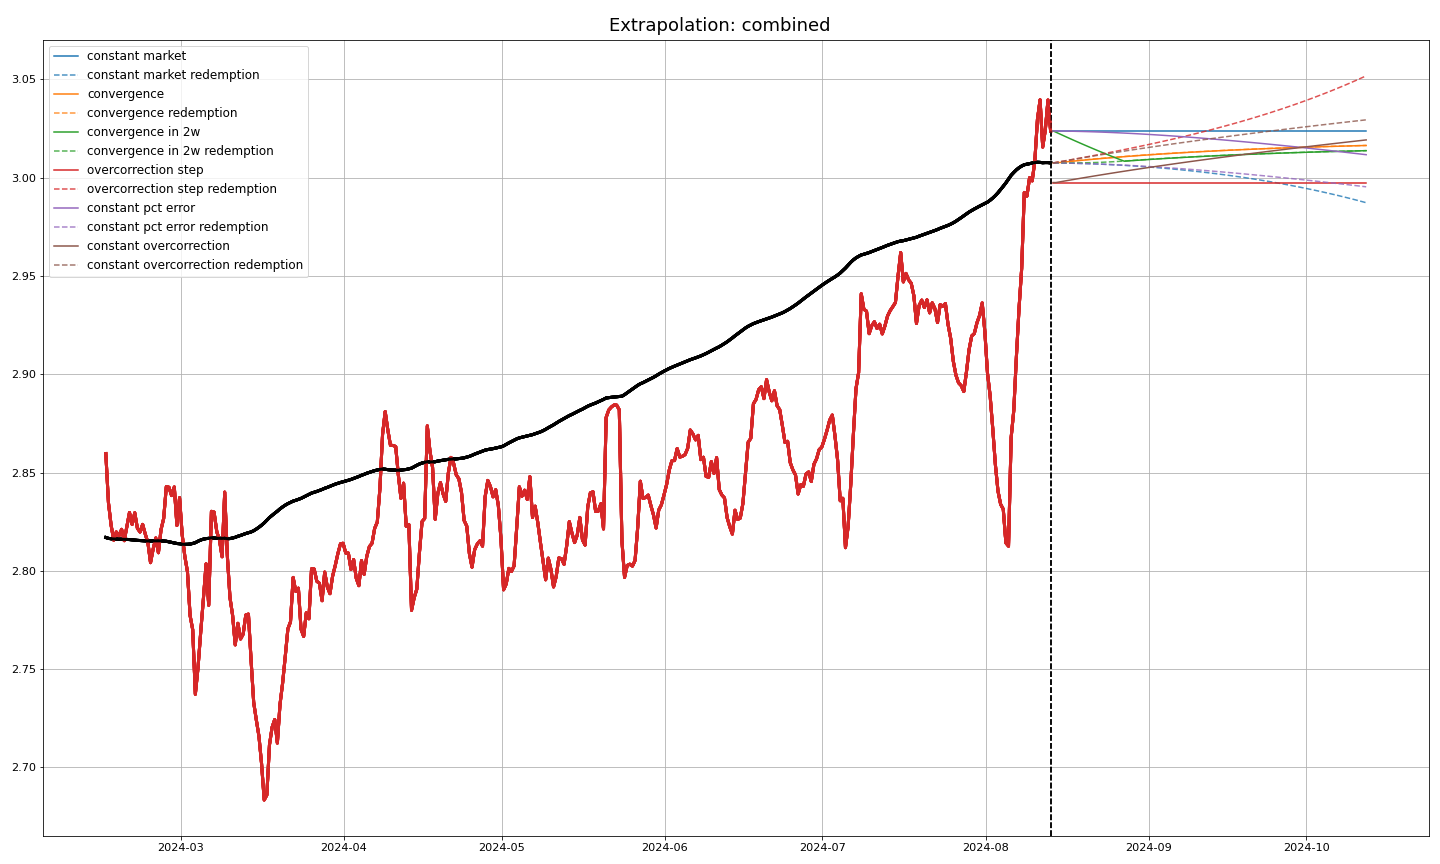 Extrapolation: combined
constant market
constant market redemption
convergence
convergence redemption
convergence in 2w
convergence in 2w redemption
overcorrection step
overcorrection step redemption
constant pct error
constant pct error redemption
constant overcorrection
constant overcorrection redemption
3.05
3.00
2.95
2.90
2.85
2.80
2.75
2.70
2024-03 2024-04 2024-05 2024-06 2024-07 2024-08 2024-09 2024-10